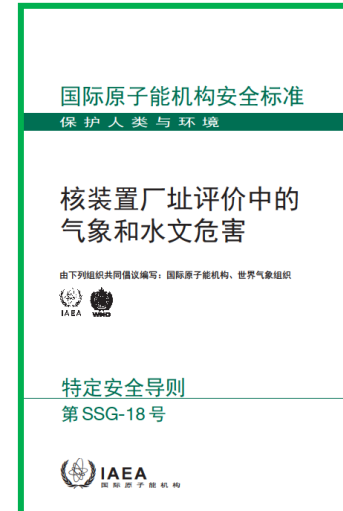 国际原子能机构安全标准
保护人类与环境
核装置厂址评价中的
气象和水文危害
由下列组织共同倡议编写：国际原子能机构、世界气象组织
IAEA
WMO
特定安全导则
第 SSG-18 号
IAEA
国际原子能机构